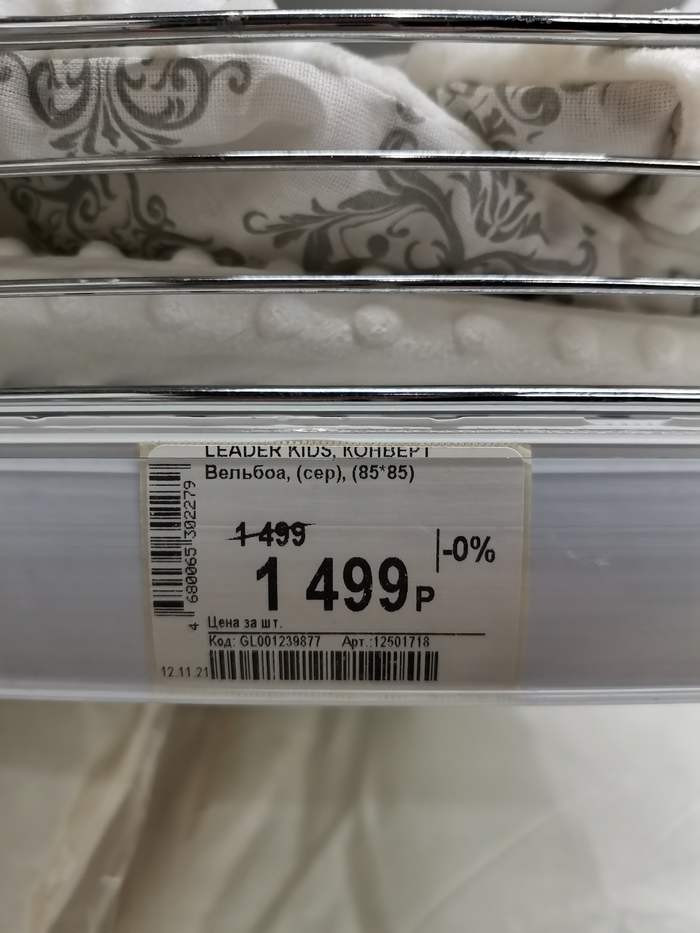 LEADER KIDS, КОНВЕРТ
Вельбоа, (сер), (85*85)
1 499
-0%
1 499 Р
Цена за шт.
Код: GL001239877 Арт.:12501718
12.11.21
4 680065 302279